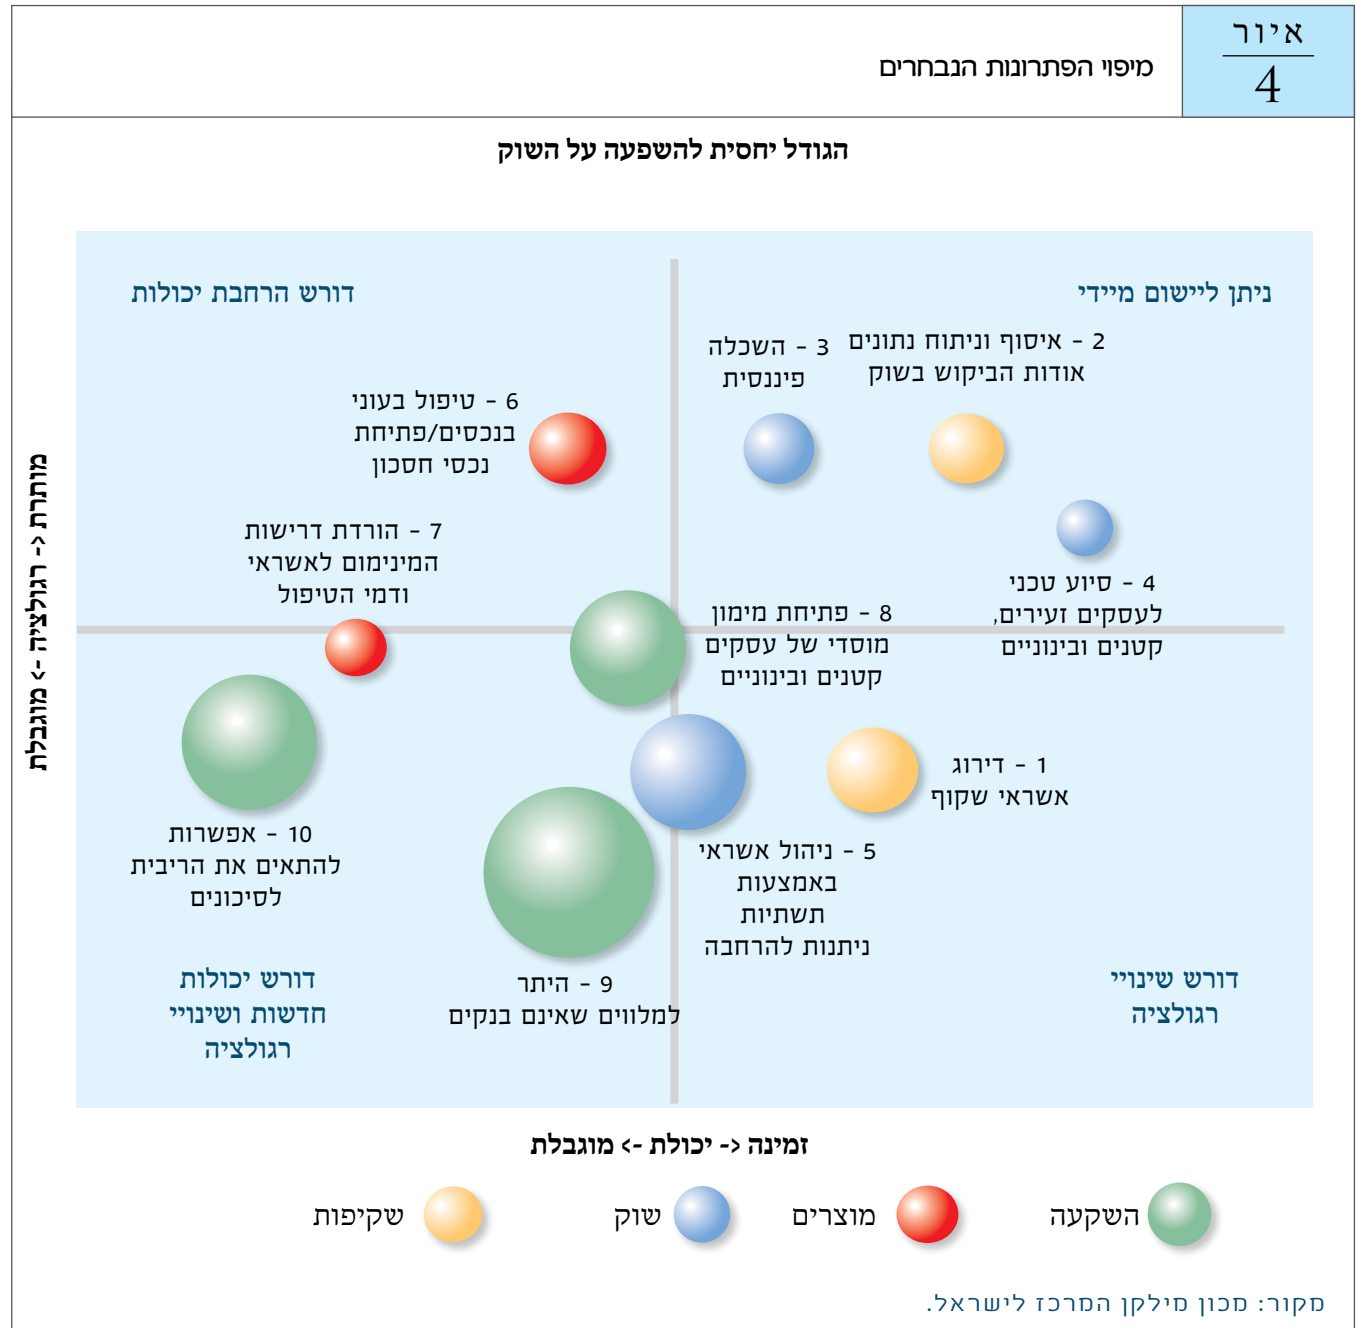 איור
4
מיפוי הפתרונות הנבחרים
הגודל יחסית להשפעה על השוק
ניתן ליישום מיידי
דורש הרחבת יכולות
2 - איסוף וניתוח נתונים
אודות הביקוש בשוק
3 - השכלה
פיננסית
6 - טיפול בעוני
בנכסים/פתיחת
נכסי חסכון
7 - הורדת דרישות
המינימום לאשראי
ודמי הטיפול
4 - סיוע טכני
לעסקים זעירים,
קטנים ובינוניים
8 - פתיחת מימון
מוסדי של עסקים
קטנים ובינוניים
1 - דירוג
אשראי שקוף
5 - ניהול אשראי
באמצעות
תשתיות
ניתנות להרחבה
10 - אפשרות
להתאים את הריבית
לסיכונים
9 - היתר
למלווים שאינם בנקים
דורש שינויי
רגולציה
דורש יכולות
חדשות ושינויי
רגולציה
מותרת <- רגולציה -> מוגבלת
זמינה <- יכולת -> מוגבלת
השקעה
מוצרים
שוק
שקיפות
מקור: מכון מילקן המרכז לישראל.